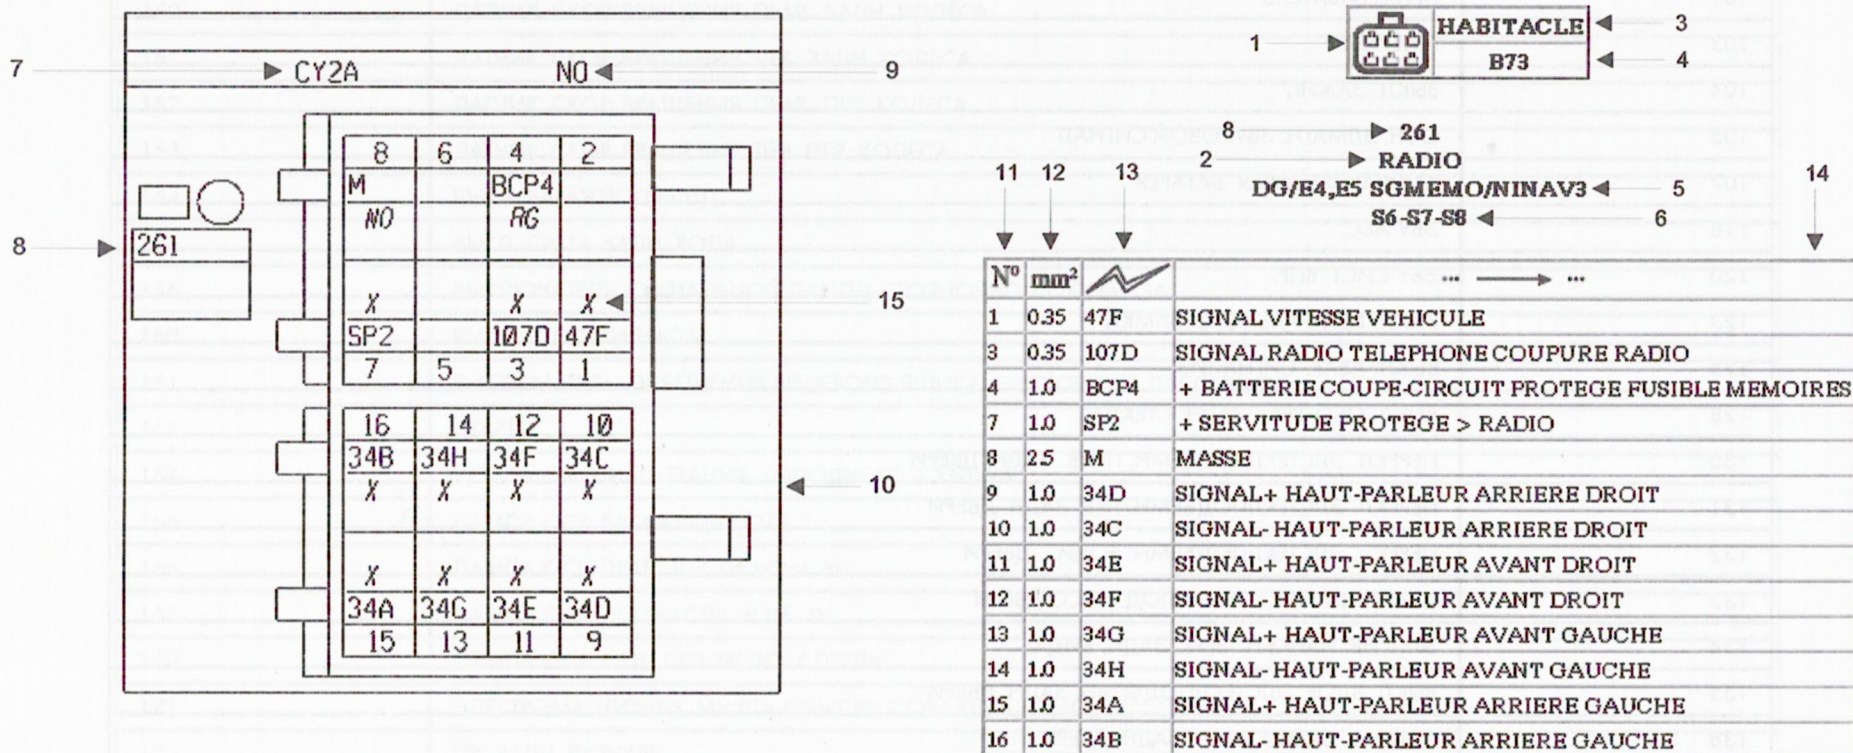 7 CY2A NO 9
8 6 4 2
M BCP4
NO RG
8 261
X X X 15
SP2 107D 47F
7 5 3 1
16 14 12 10
34B 34H 34F 34C
X X X X 10
X X X X
34A 34G 34E 34D
15 13 11 9
1 HABITACLE 3
B73 4
8 261
2 RADIO
DG/E4,E5 SGMEMO/NINAV3 5
S6-S7-S8 6
11 12 13 14
N° mm² ... ...
1 0.35 47F SIGNAL VITESSE VEHICULE
3 0.35 107D SIGNAL RADIO TELEPHONE COUPURE RADIO
4 1.0 BCP4 + BATTERIE COUPE-CIRCUIT PROTEGE FUSIBLE MEMOIRES
7 1.0 SP2 + SERVITUDE PROTEGE > RADIO
8 2.5 M MASSE
9 1.0 34D SIGNAL+ HAUT-PARLEUR ARRIERE DROIT
10 1.0 34C SIGNAL- HAUT-PARLEUR ARRIERE DROIT
11 1.0 34E SIGNAL+ HAUT-PARLEUR AVANT DROIT
12 1.0 34F SIGNAL- HAUT-PARLEUR AVANT DROIT
13 1.0 34G SIGNAL+ HAUT-PARLEUR AVANT GAUCHE
14 1.0 34H SIGNAL- HAUT-PARLEUR AVANT GAUCHE
15 1.0 34A SIGNAL+ HAUT-PARLEUR ARRIERE GAUCHE
16 1.0 34B SIGNAL- HAUT-PARLEUR ARRIERE GAUCHE